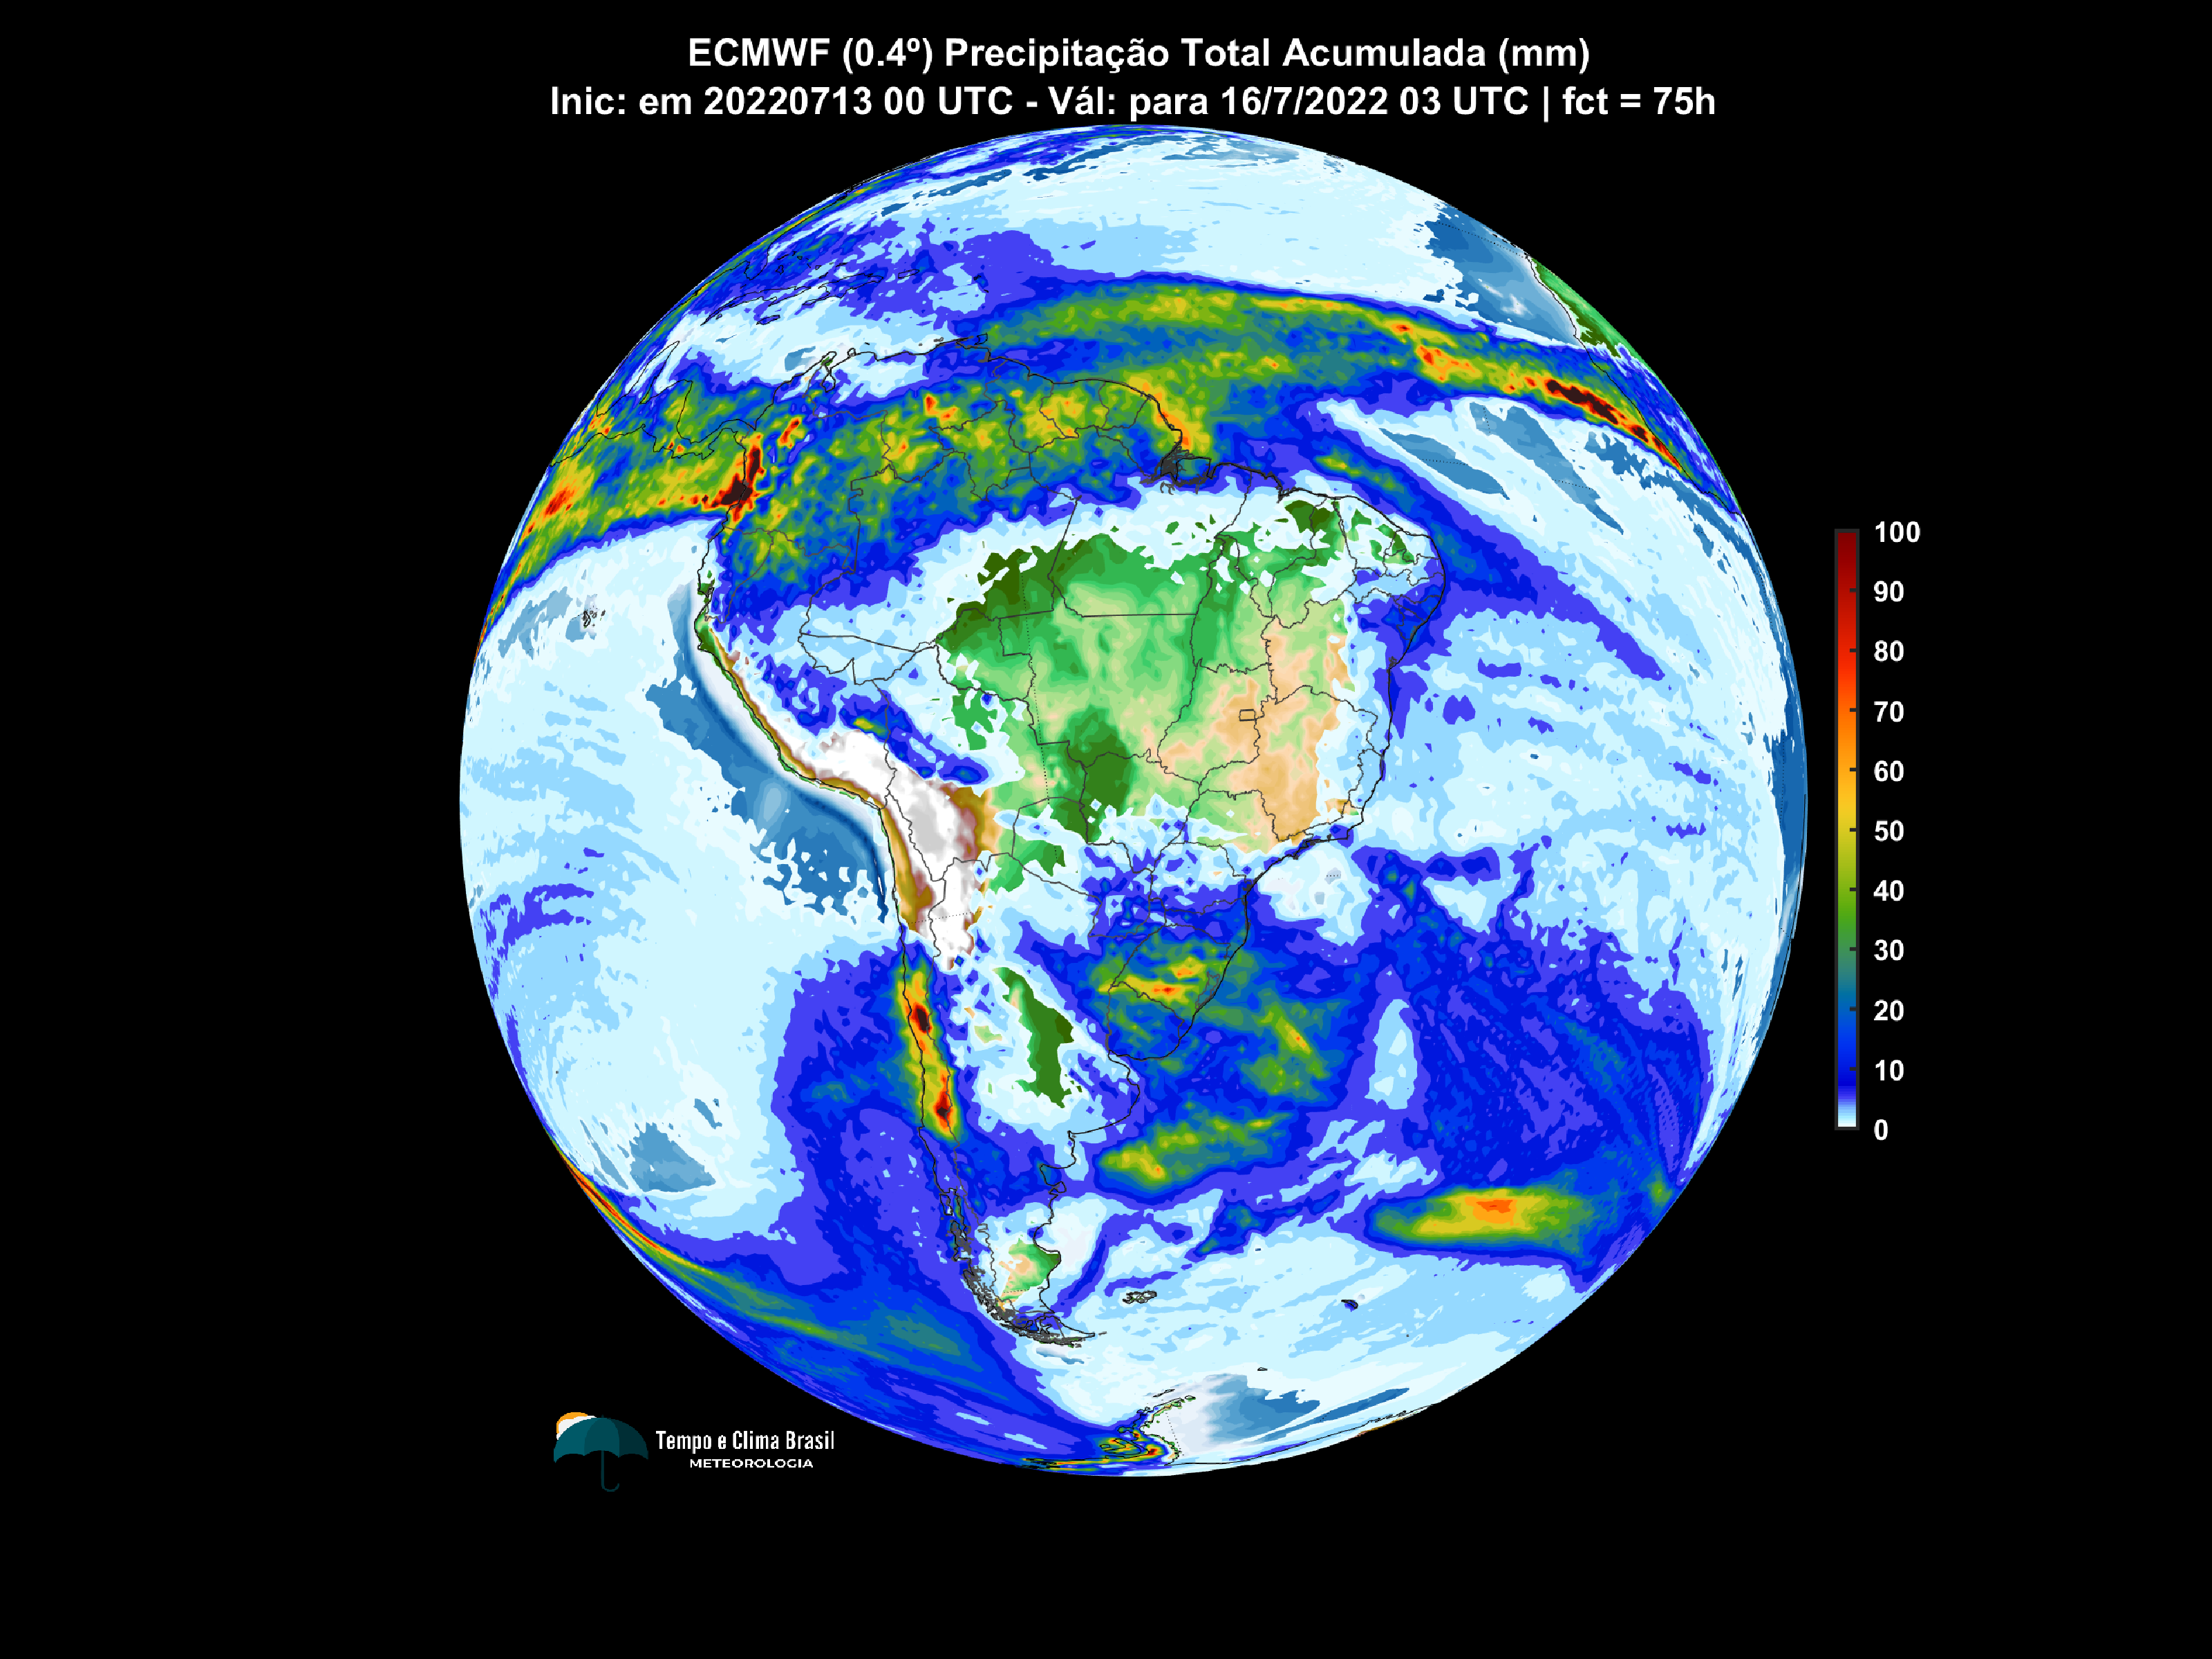 ECMWF (0.4º) Precipitação Total Acumulada (mm)
Inic: em 20220713 00 UTC - Vál: para 16/7/2022 03 UTC | fct = 75h
100
90
80
70
60
50
40
30
20
10
0
Tempo e Clima Brasil
METEOROLOGIA